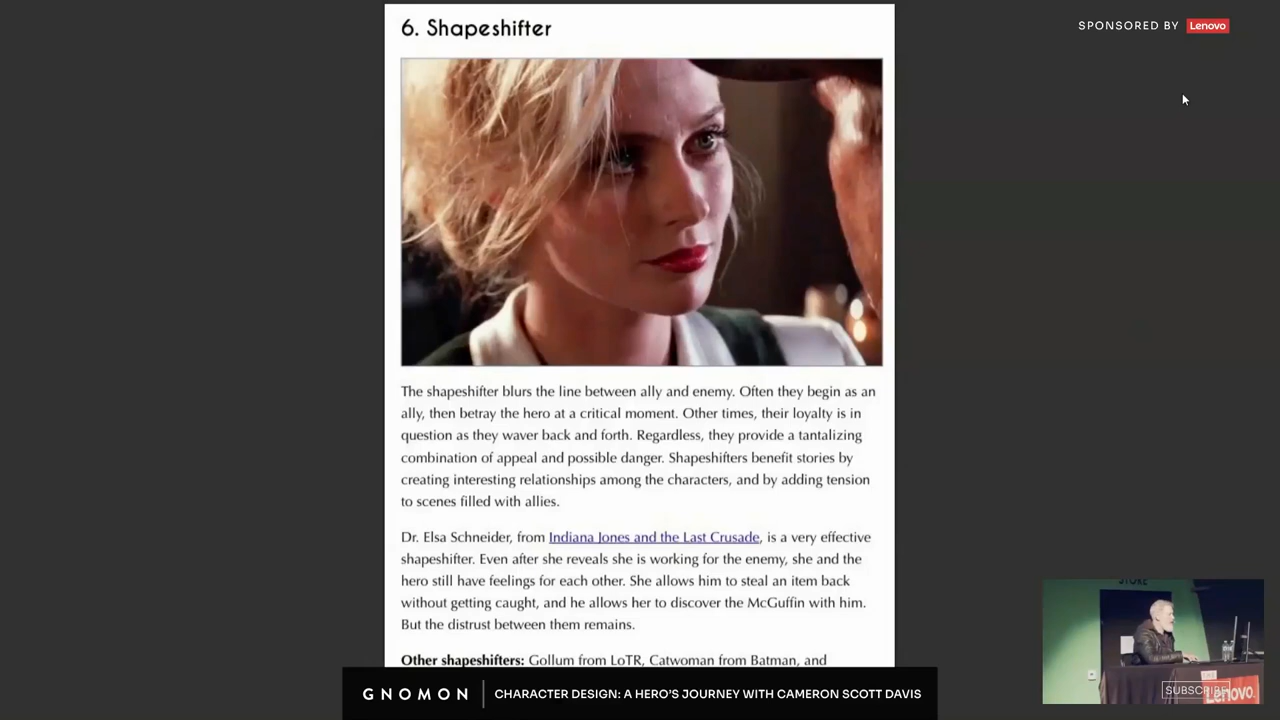 6. Shapeshifter
SPONSORED BY Lenovo
The shapeshifter blurs the line between ally and enemy. Often they begin as an
ally, then betray the hero at a critical moment. Other times, their loyalty is in
question as they waver back and forth. Regardless, they provide a tantalizing
combination of appeal and possible danger. Shapeshifters benefit stories by
creating interesting relationships among the characters, and by adding tension
to scenes filled with allies.
Dr. Elsa Schneider, from Indiana Jones and the Last Crusade, is a very effective
shapeshifter. Even after she reveals she is working for the enemy, she and the
hero still have feelings for each other. She allows him to steal an item back
without getting caught, and he allows her to discover the McGuffin with him.
But the distrust between them remains.
Other shapeshifters: Gollum from LoTR, Catwoman from Batman, and
STORE
SUBSCRIBE
Lenovo.
GNOMON
CHARACTER DESIGN: A HERO'S JOURNEY WITH CAMERON SCOTT DAVIS